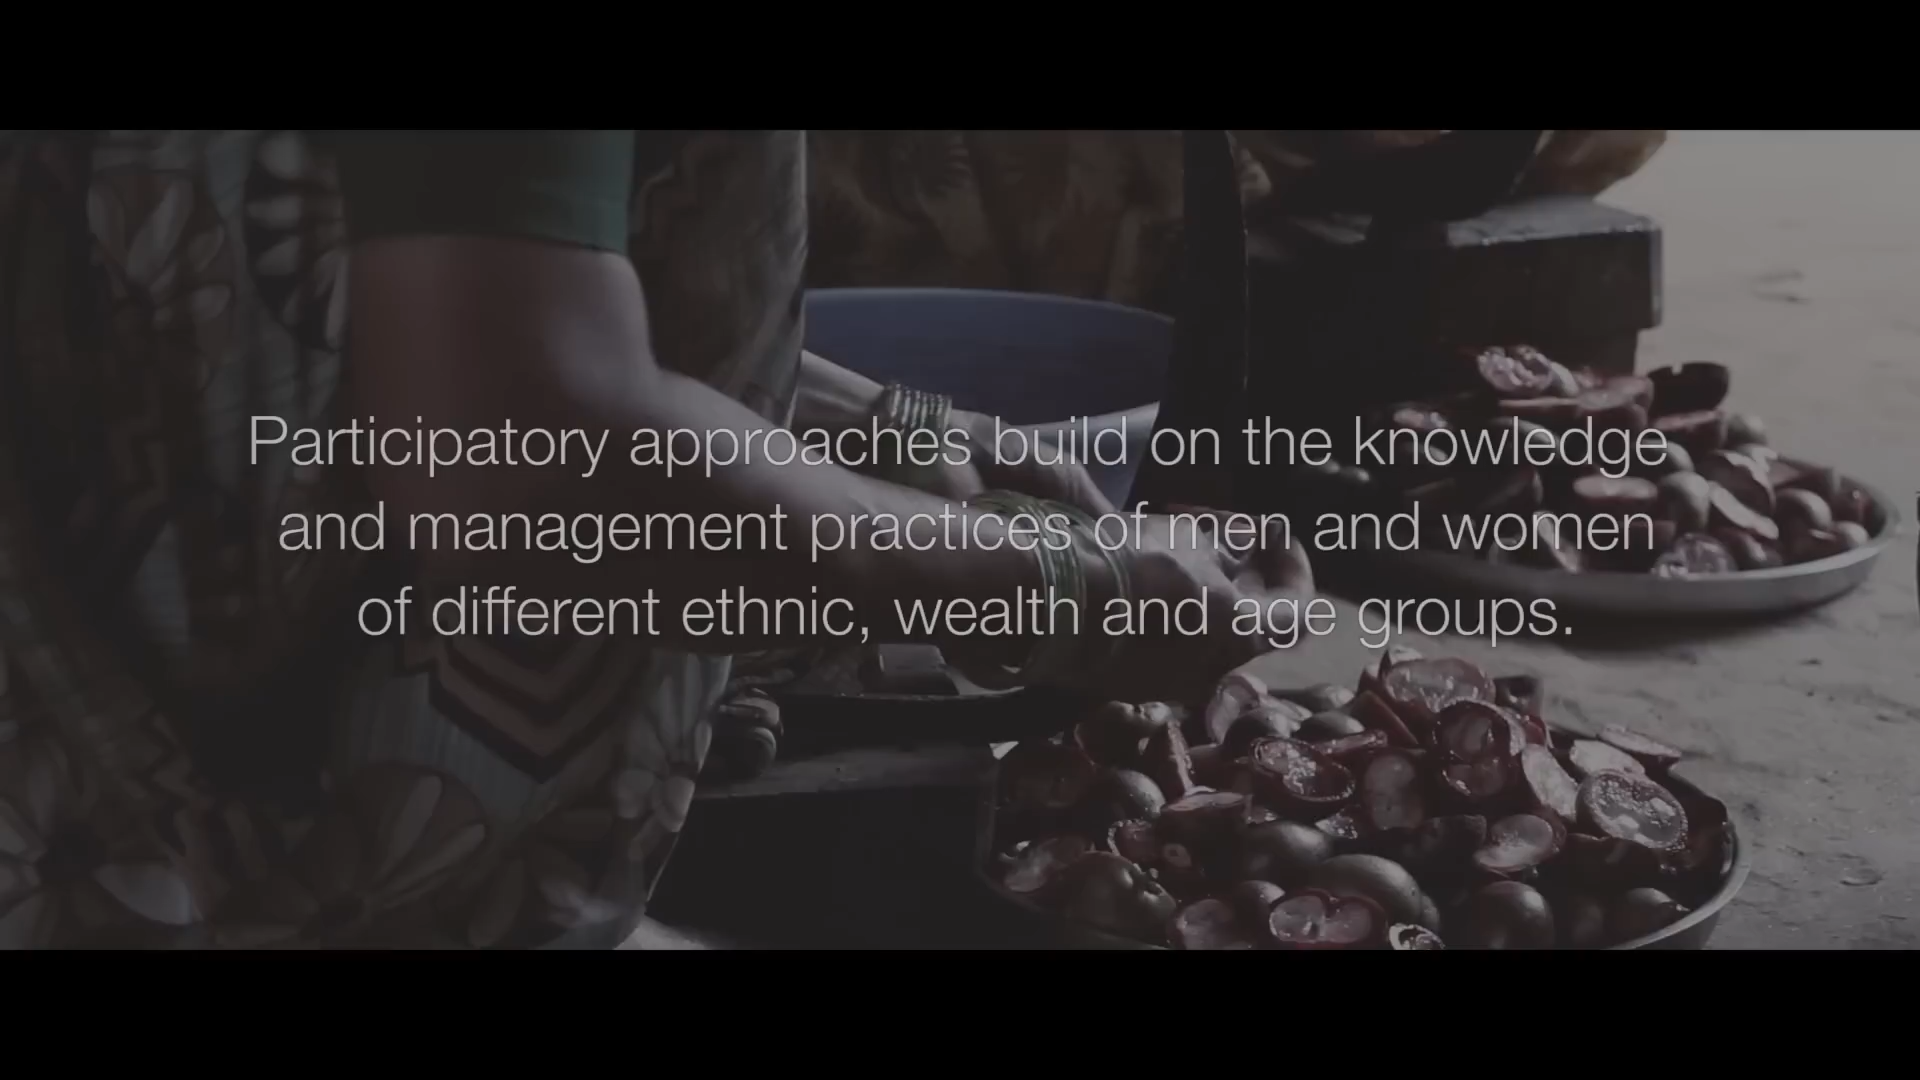 Participatory approaches build on the knowledge
and management practices of men and women
of different ethnic, wealth and age groups.